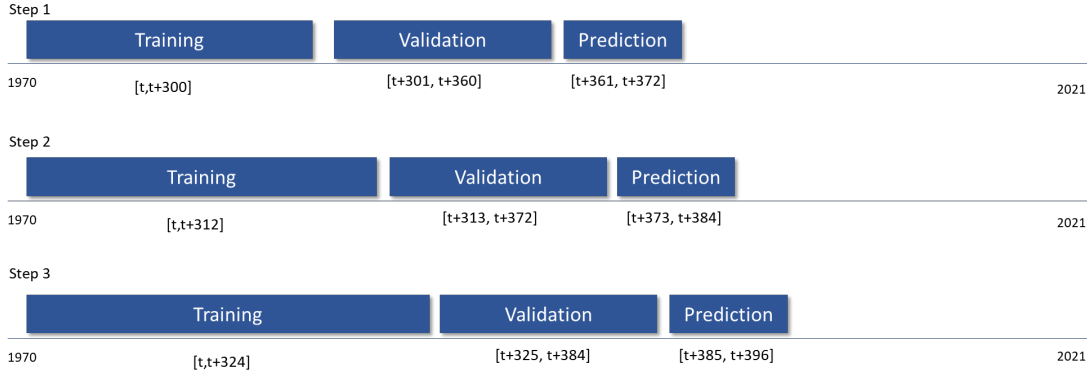 Step 1
Training Validation Prediction
1970 [t,t+300] [t+301, t+360] [t+361, t+372] 2021
Step 2
Training Validation Prediction
1970 [t,t+312] [t+313, t+372] [t+373, t+384] 2021
Step 3
Training Validation Prediction
1970 [t,t+324] [t+325, t+384] [t+385, t+396] 2021